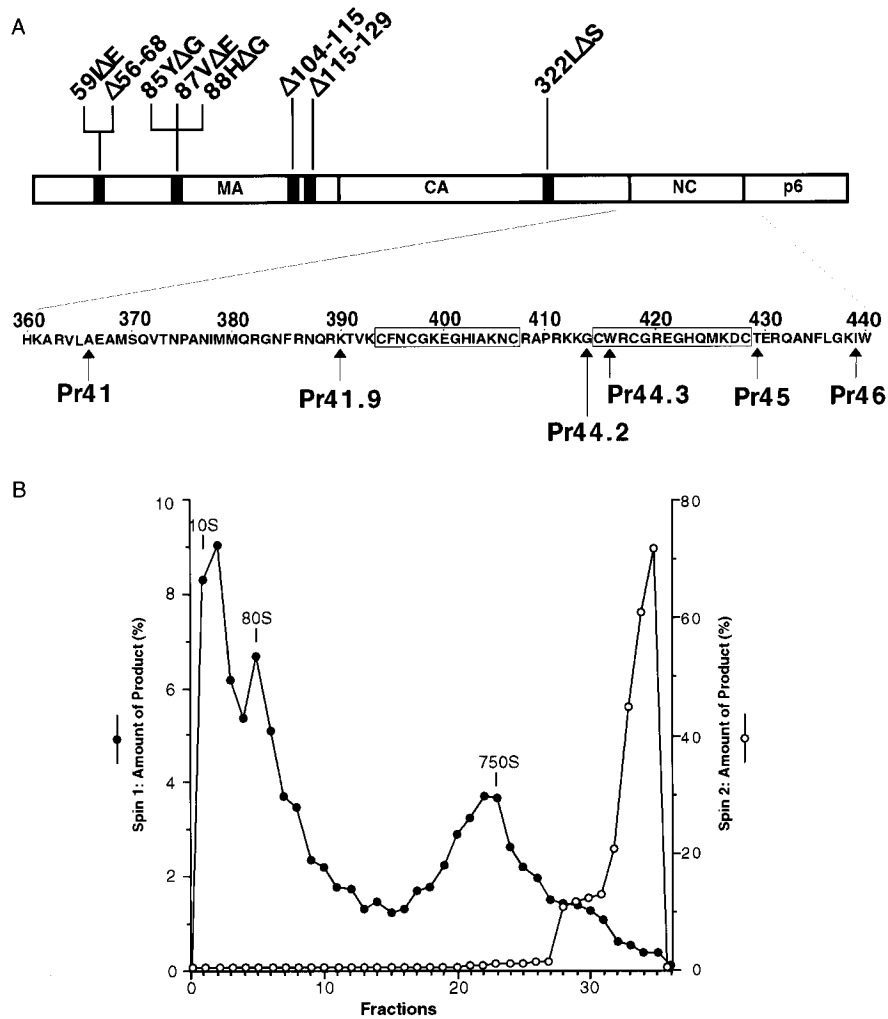 A
59IΔE
Δ56-68
85YΔG
87VΔE
88HΔG
Δ104-115
Δ115-129
322LΔS
MA
CA
NC
p6
360 370 380 390 400 410 420 430 440
HKARVLAEAMSQVTNPANIMMQRGNFRNQRKTVKCFNCGKEGHIAKNCRAPRKKGCWRCGREGHQMKDCTERQANFLGKIW
Pr41
Pr41.9
Pr44.2
Pr44.3
Pr45
Pr46
B
10S
80S
750S
10
8
6
4
2
0
80
60
40
20
0
0 10 20 30
Spin 1: Amount of Product (%)
Spin 2: Amount of Product (%)
Fractions